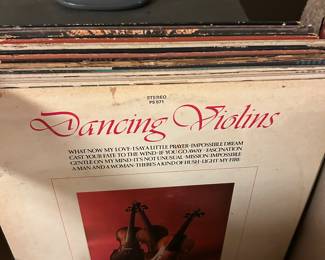 STEREO
PS 571
Dancing Violins
WHAT NOW MY LOVE · I SAY A LITTLE PRAYER · IMPOSSIBLE DREAM
CAST YOUR FATE TO THE WIND · IF YOU GO AWAY · FASCINATION
GENTLE ON MY MIND · IT'S NOT UNUSUAL · MISSION: IMPOSSIBLE
A MAN AND A WOMAN · THERE'S A KIND OF HUSH · LIGHT MY FIRE